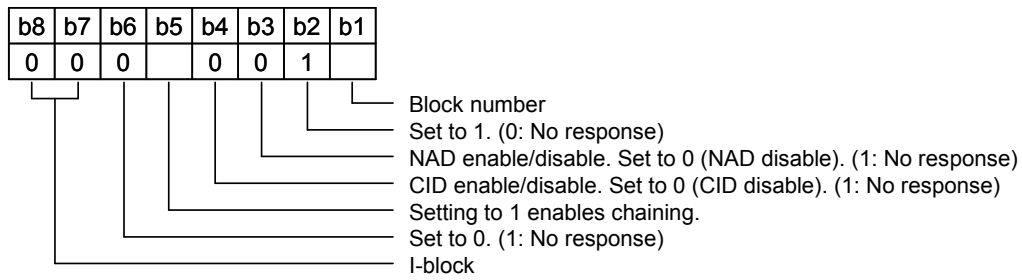 b8 b7 b6 b5 b4 b3 b2 b1
0 0 0 0 0 1
Block number
Set to 1. (0: No response)
NAD enable/disable. Set to 0 (NAD disable). (1: No response)
CID enable/disable. Set to 0 (CID disable). (1: No response)
Setting to 1 enables chaining.
Set to 0. (1: No response)
I-block